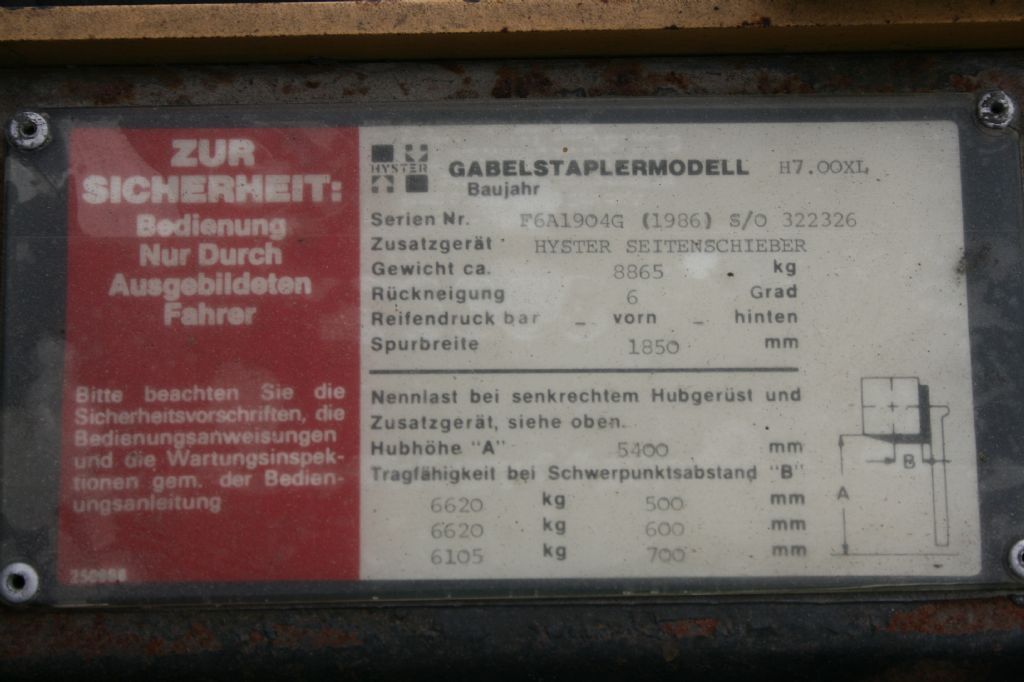 ZUR
SICHERHEIT:
Bedienung
Nur Durch
Ausgebildeten
Fahrer
Bitte beachten Sie die
Sicherheitsvorschriften, die
Bedienungsanweisungen
und die Wartungsinspek-
tionen gem. der Bedien-
ungsanleitung
HYSTER
GABELSTAPLERMODELL H7.00XL
Baujahr
Serien Nr. F6A1904G (1986) S/O 322326
Zusatzgerät HYSTER SEITENSCHIEBER
Gewicht ca. 8865 kg
Rückneigung 6 Grad
Reifendruck bar – vorn – hinten
Spurbreite 1850 mm
Nennlast bei senkrechtem Hubgerüst und
Zusatzgerät, siehe oben.
Hubhöhe "A" 5400 mm
Tragfähigkeit bei Schwerpunktsabstand "B"
6620 kg 500 mm
6620 kg 600 mm
6105 kg 700 mm
B
A